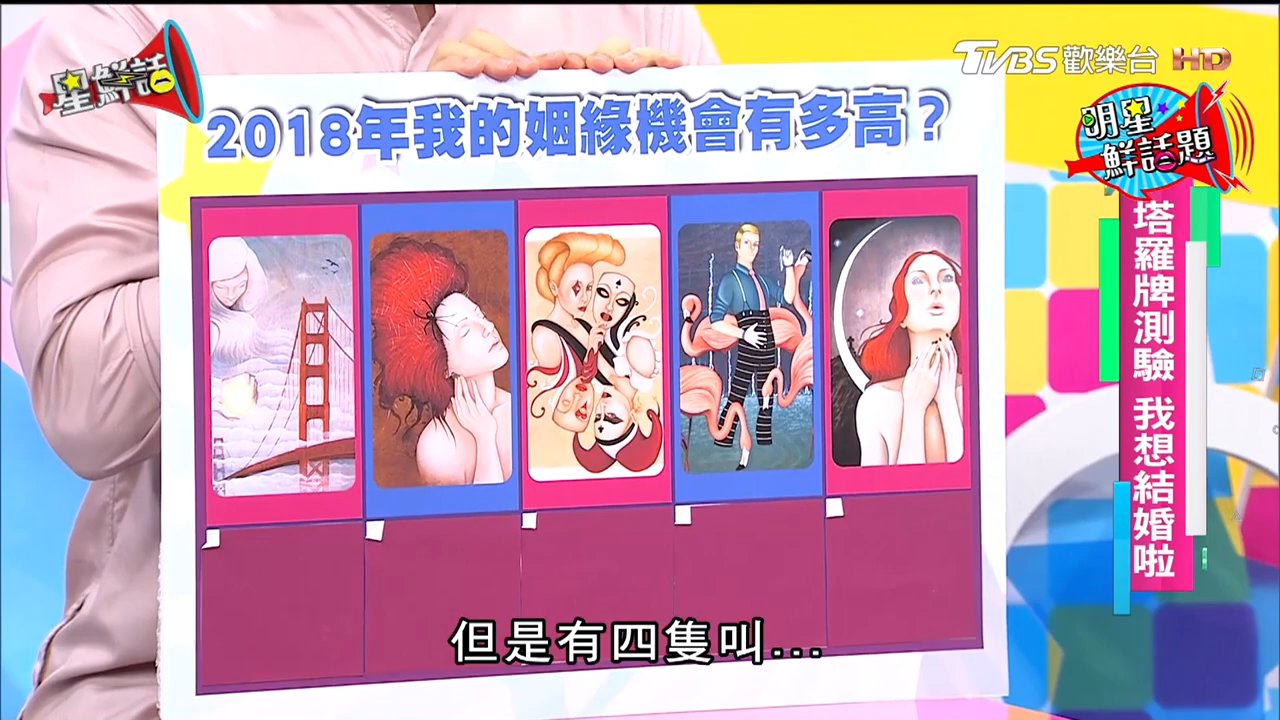 星鮮話
TVBS歡樂台 HD
明星
鮮話題
2018年我的姻緣機會有多高？
塔羅牌測驗 我想結婚啦
但是有四隻叫...